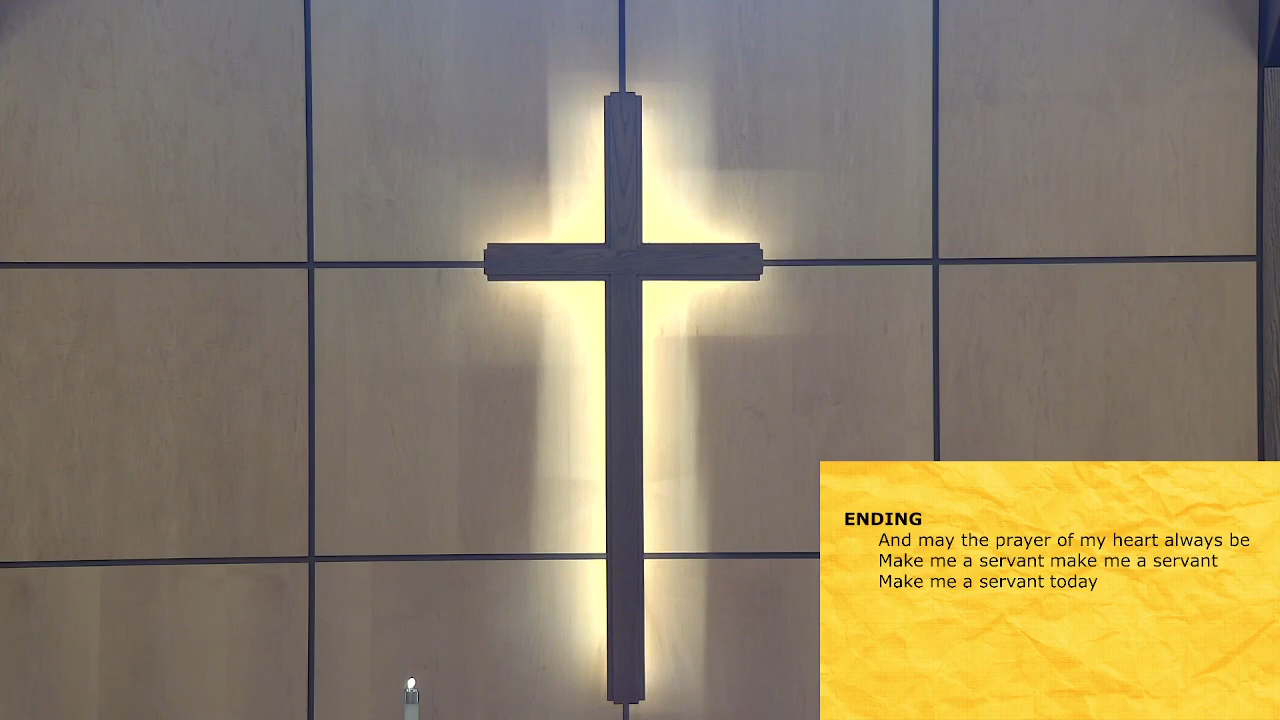 ENDING
And may the prayer of my heart always be
Make me a servant make me a servant
Make me a servant today